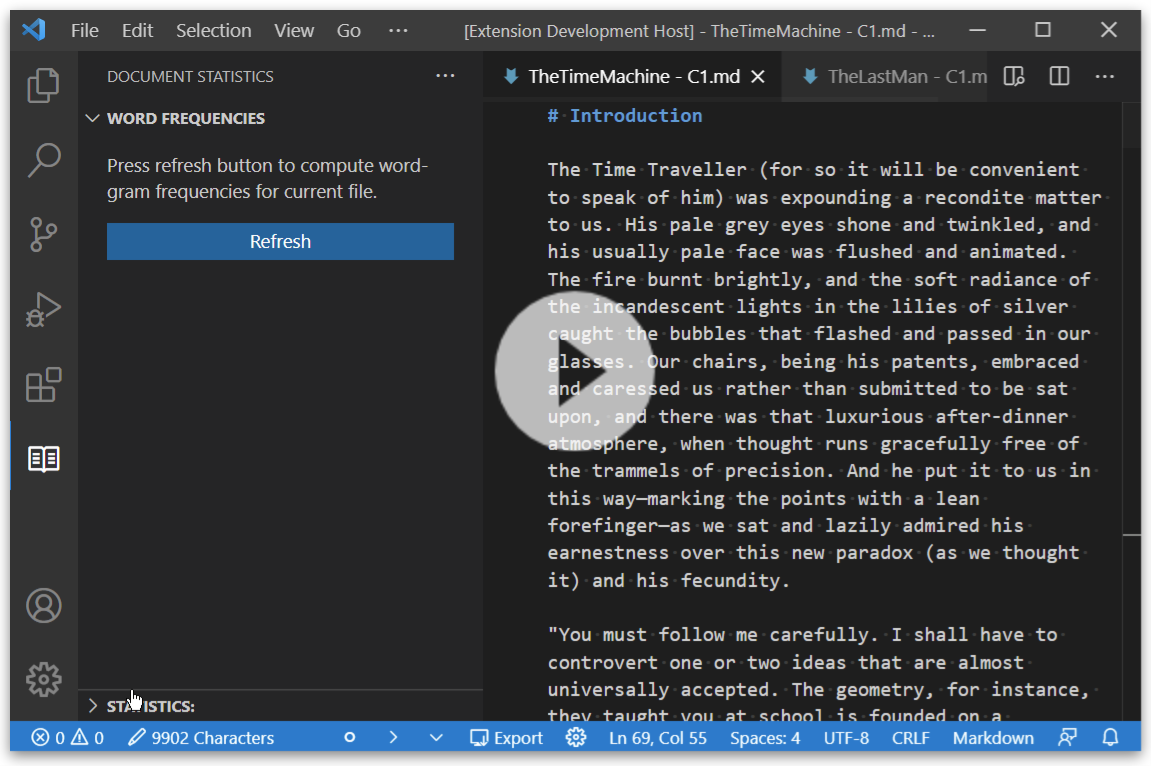 File Edit Selection View Go ··· [Extension Development Host] - TheTimeMachine - C1.md - ...
DOCUMENT STATISTICS ···
WORD FREQUENCIES
Press refresh button to compute word-
gram frequencies for current file.
Refresh
STATISTICS:
TheTimeMachine - C1.md TheLastMan - C1.m
# Introduction
The Time Traveller (for so it will be convenient
to speak of him) was expounding a recondite matter
to us. His pale grey eyes shone and twinkled, and
his usually pale face was flushed and animated.
The fire burnt brightly, and the soft radiance of
the incandescent lights in the lilies of silver
caught the bubbles that flashed and passed in our
glasses. Our chairs, being his patents, embraced
and caressed us rather than submitted to be sat
upon, and there was that luxurious after-dinner
atmosphere, when thought runs gracefully free of
the trammels of precision. And he put it to us in
this way—marking the points with a lean
forefinger—as we sat and lazily admired his
earnestness over this new paradox (as we thought
it) and his fecundity.
"You must follow me carefully. I shall have to
controvert one or two ideas that are almost
universally accepted. The geometry, for instance,
they taught you at school is founded on a
0 0 9902 Characters Export Ln 69, Col 55 Spaces: 4 UTF-8 CRLF Markdown